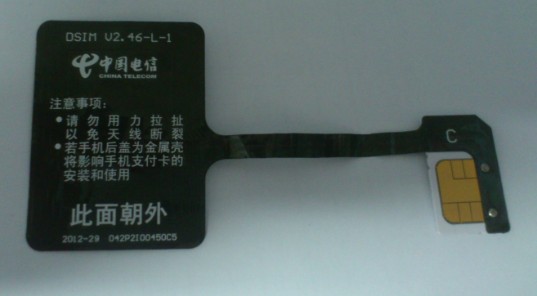 DSIM V2.46-L-1
中国电信
CHINA TELECOM
注意事项：
•请勿用力拉扯
以免天线断裂
•若手机后盖为金属壳
将影响手机支付卡的
安装和使用
此面朝外
2012-29 042P2I00450C5
C